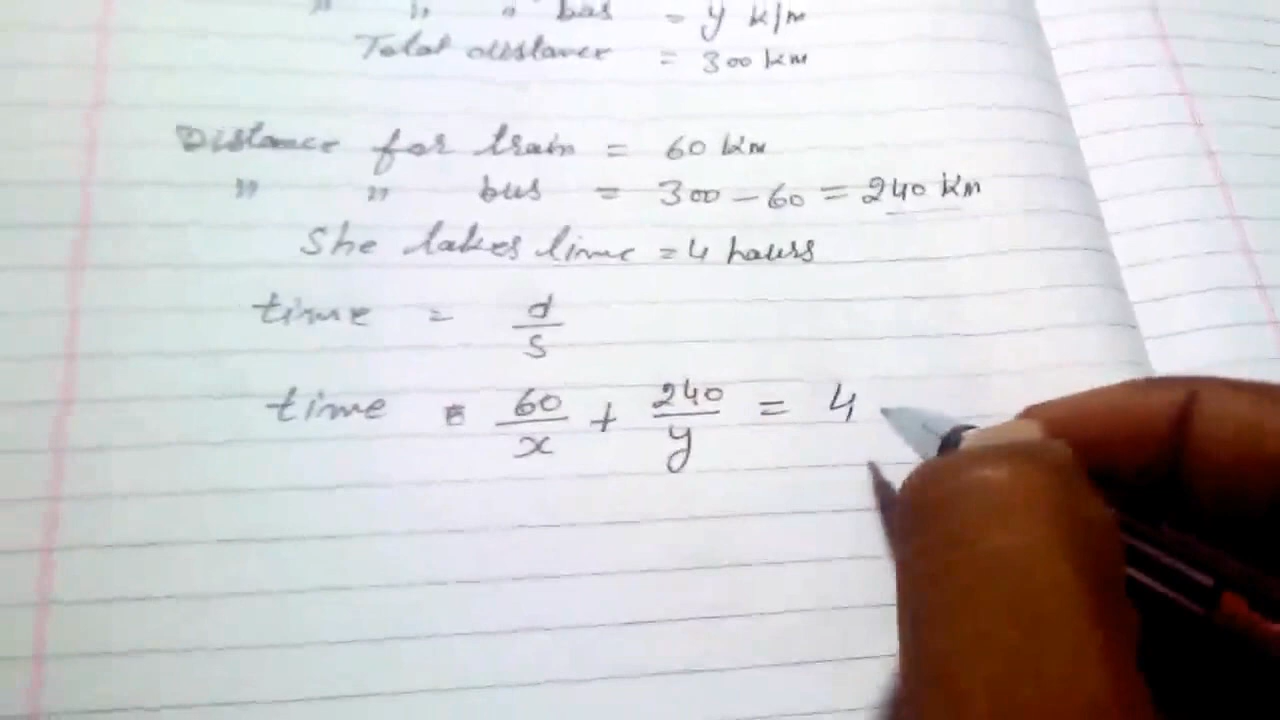 " " " bus = y k/m
Total distance = 300 km
Distance for train = 60 km
" " bus = 300 - 60 = 240 km
She takes time = 4 hours
time = d/s
time = 60/x + 240/y = 4